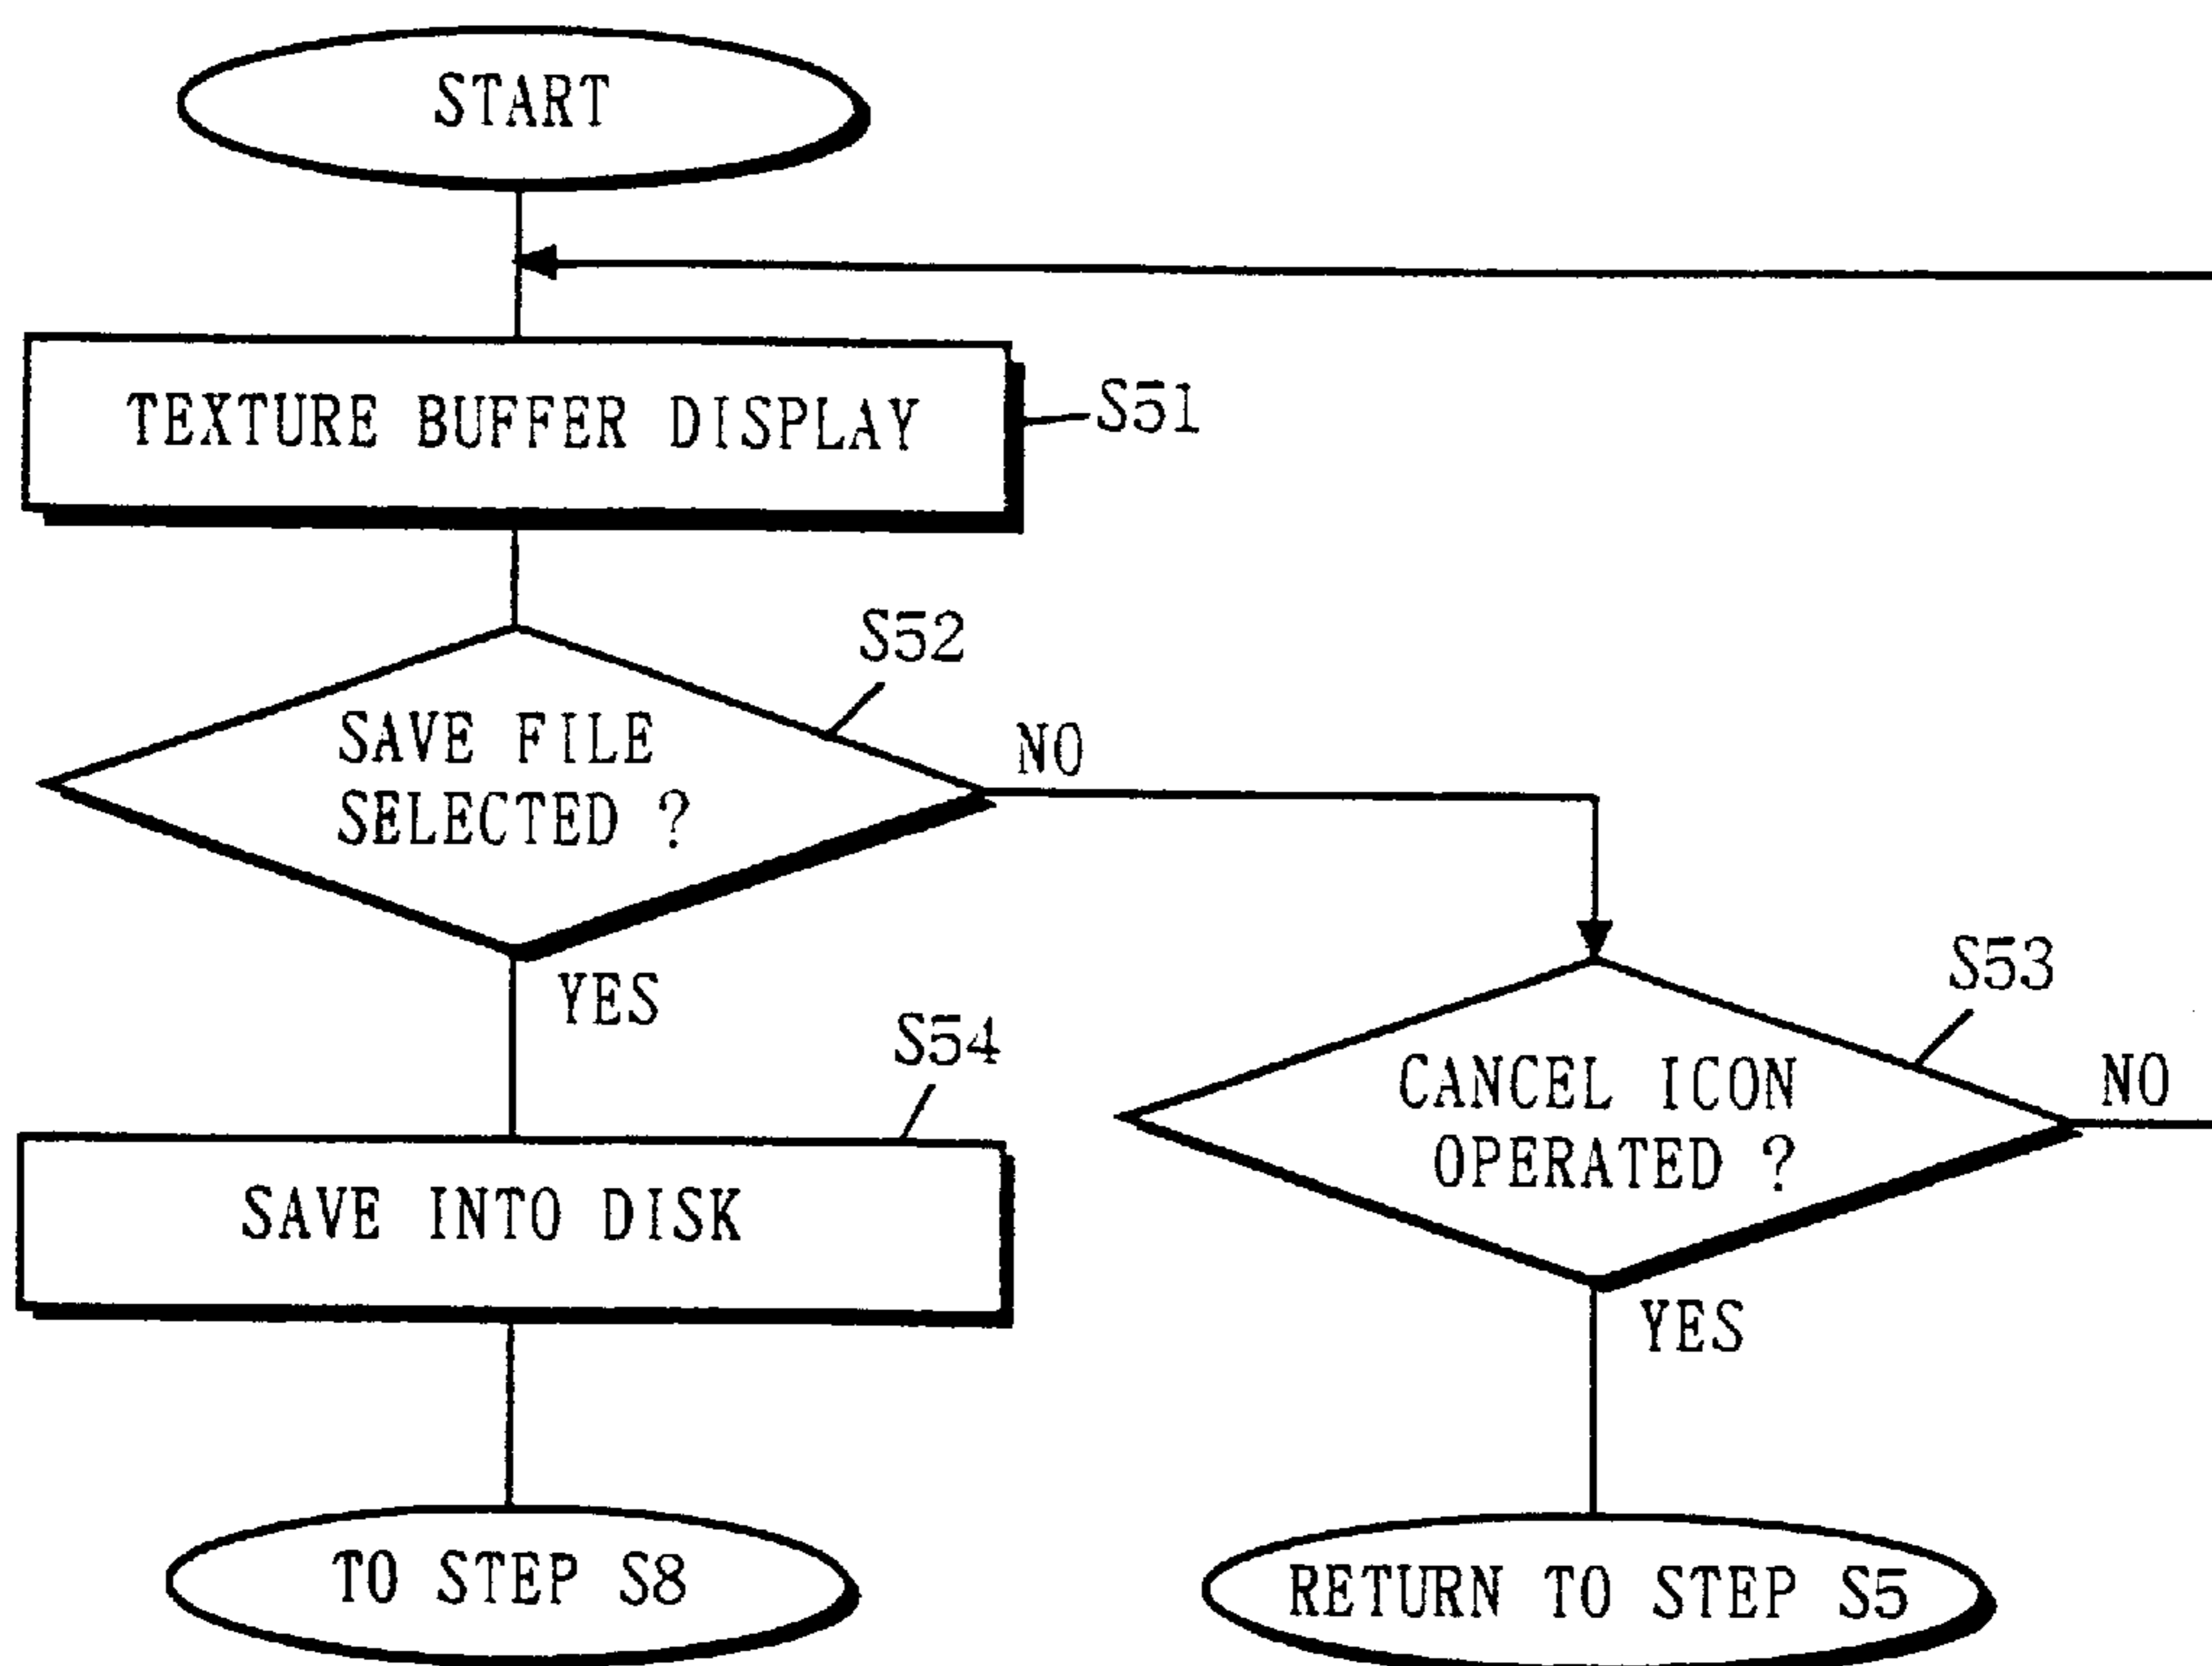 START
TEXTURE BUFFER DISPLAY
S51
S52
SAVE FILE
SELECTED ?
NO
YES
S53
CANCEL ICON
OPERATED ?
NO
YES
S54
SAVE INTO DISK
TO STEP S8
RETURN TO STEP S5